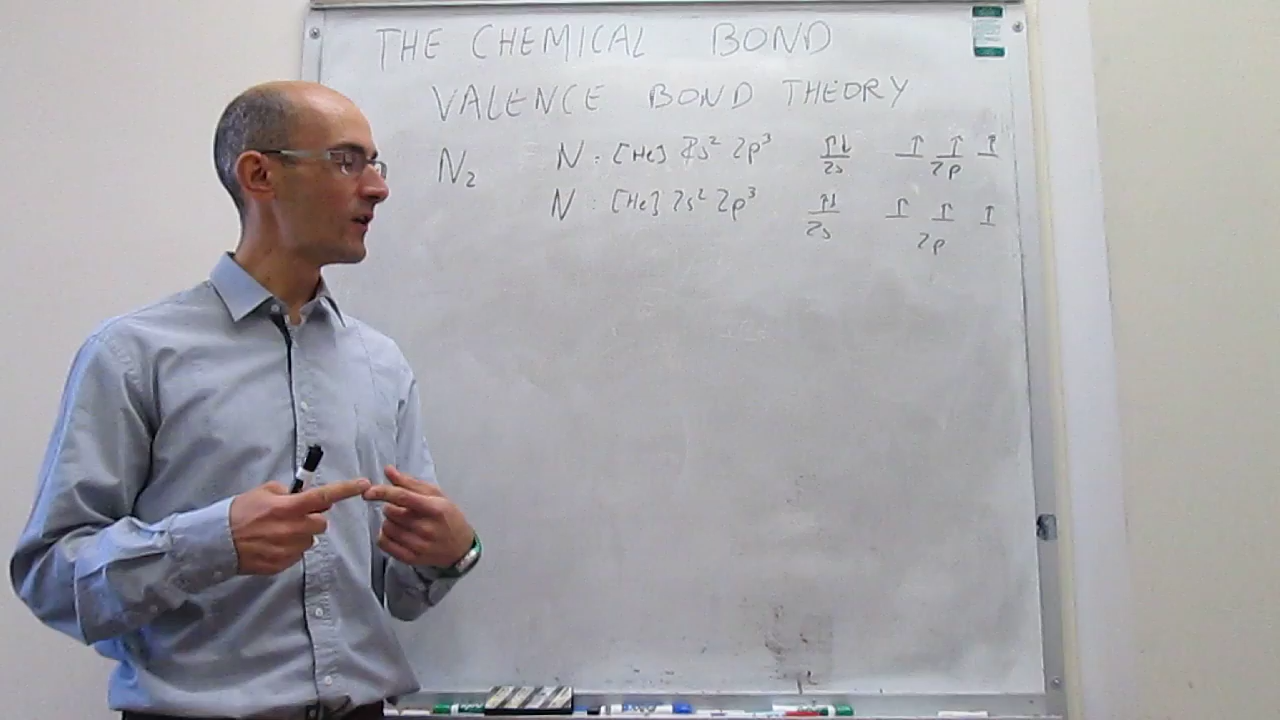 THE CHEMICAL BOND
VALENCE BOND THEORY
N₂ N : [He] 2s² 2p³ ↑↓ ↑ ↑ ↑
2s 2p
N : [He] 2s² 2p³ ↑↓ ↑ ↑ ↑
2s 2p